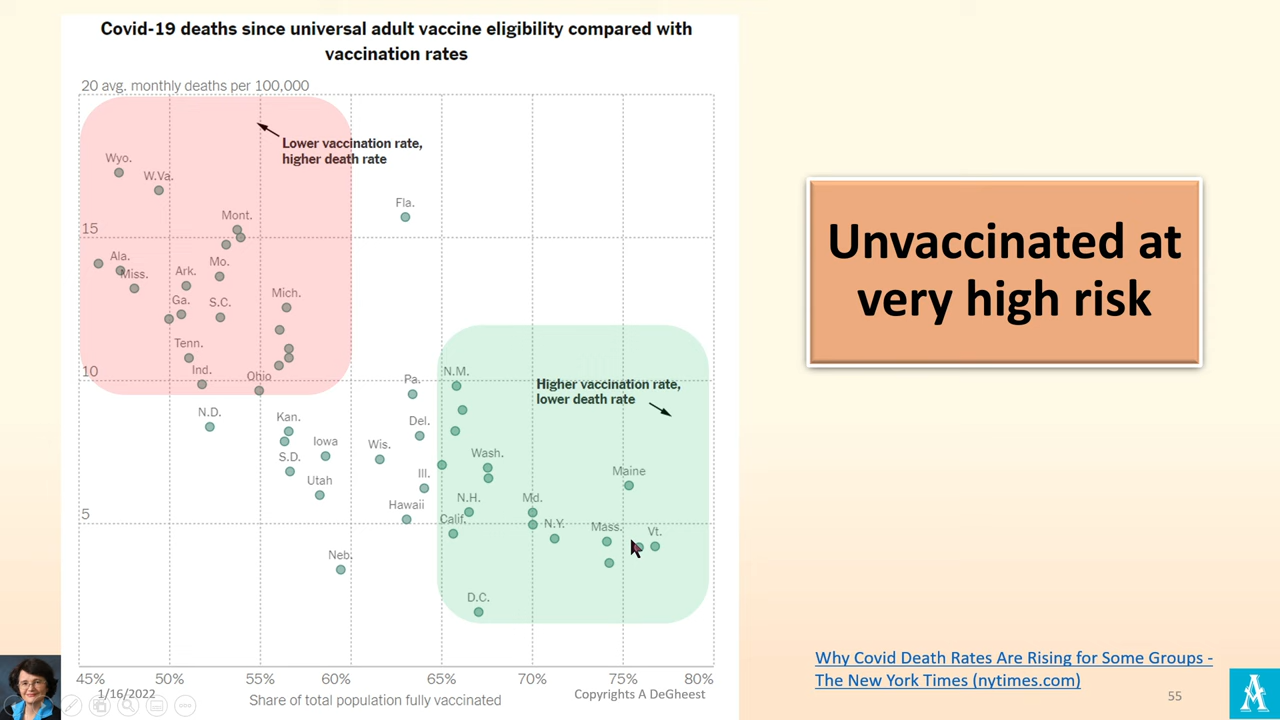 Covid-19 deaths since universal adult vaccine eligibility compared with
vaccination rates
20 avg. monthly deaths per 100,000
Lower vaccination rate,
higher death rate
Wyo.
W.Va.
Fla.
Mont.
15
Ala.
Mo.
Miss.
Ark.
Mich.
Ga.
S.C.
Tenn.
10
Ind.
Ohio
Pa.
N.M.
Higher vaccination rate,
lower death rate
N.D.
Kan.
Del.
Iowa
Wis.
Wash.
S.D.
Maine
Utah
Ill.
N.H.
Md.
Hawaii
5
Calif.
N.Y.
Mass.
Vt.
Neb.
D.C.
45%
50%
55%
60%
65%
70%
75%
80%
Share of total population fully vaccinated
1/16/2022
Copyrights A DeGheest
Unvaccinated at
very high risk
Why Covid Death Rates Are Rising for Some Groups -
The New York Times (nytimes.com)
55
A